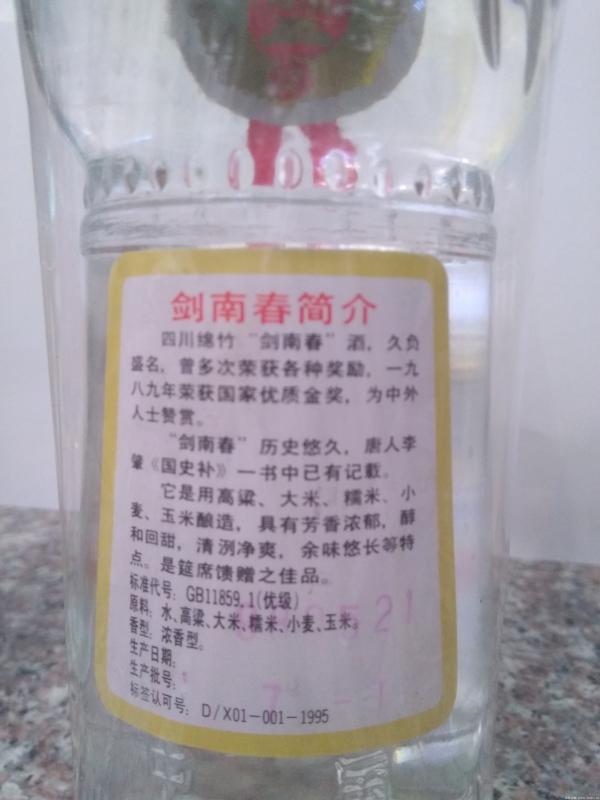 剑南春简介
四川绵竹“剑南春”酒，久负
盛名，曾多次荣获各种奖励，一九
八九年荣获国家优质金奖，为中外
人士赞赏。
“剑南春”历史悠久，唐人李
肇《国史补》一书中已有记载。
它是用高粱、大米、糯米、小
麦、玉米酿造，具有芳香浓郁，醇
和回甜，清冽净爽，余味悠长等特
点。是筵席馈赠之佳品。
标准代号：GB11859.1(优级)
原料：水、高粱、大米、糯米、小麦、玉米。
香型：浓香型。
生产日期：
生产批号：
标签认可号：D/X01-001-1995